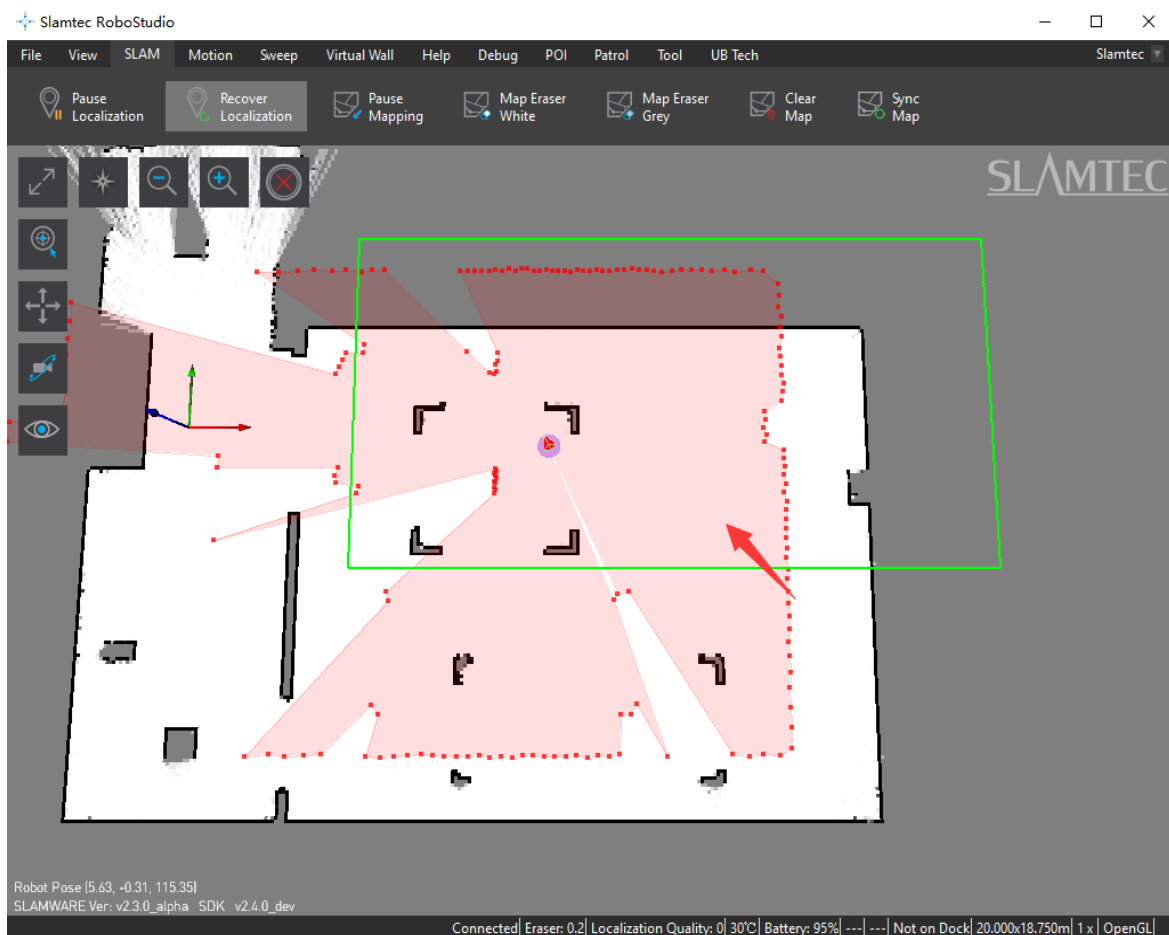 Slamtec RoboStudio
File View SLAM Motion Sweep Virtual Wall Help Debug POI Patrol Tool UB Tech Slamtec
Pause Localization
Recover Localization
Pause Mapping
Map Eraser White
Map Eraser Grey
Clear Map
Sync Map
SLAMTEC
Robot Pose (5.63, -0.31, 115.35)
SLAMWARE Ver: v2.3.0_alpha SDK v2.4.0_dev
Connected| Eraser: 0.2| Localization Quality: 0| 30℃| Battery: 95%| ---| ---| Not on Dock| 20.000x18.750m| 1 x| OpenGL|